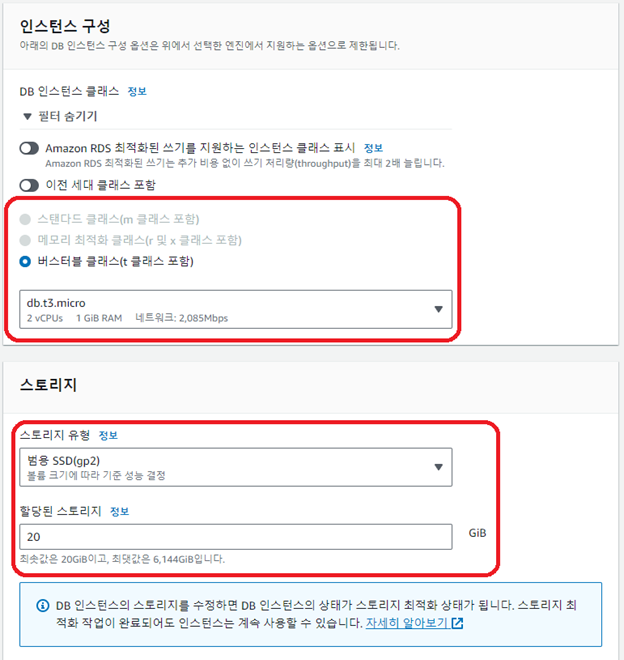 인스턴스 구성
아래의 DB 인스턴스 구성 옵션은 위에서 선택한 엔진에서 지원하는 옵션으로 제한됩니다.
DB 인스턴스 클래스 정보
▼ 필터 숨기기
Amazon RDS 최적화된 쓰기를 지원하는 인스턴스 클래스 표시 정보
Amazon RDS 최적화된 쓰기는 추가 비용 없이 쓰기 처리량(throughput)을 최대 2배 늘립니다.
이전 세대 클래스 포함
스탠다드 클래스(m 클래스 포함)
메모리 최적화 클래스(r 및 x 클래스 포함)
버스터블 클래스(t 클래스 포함)
db.t3.micro
2 vCPUs 1 GiB RAM 네트워크: 2,085Mbps
스토리지
스토리지 유형 정보
범용 SSD(gp2)
볼륨 크기에 따라 기준 성능 결정
할당된 스토리지 정보
20
GiB
최솟값은 20GiB이고, 최댓값은 6,144GiB입니다.
DB 인스턴스의 스토리지를 수정하면 DB 인스턴스의 상태가 스토리지 최적화 상태가 됩니다. 스토리지 최
적화 작업이 완료되어도 인스턴스는 계속 사용할 수 있습니다. 자세히 알아보기